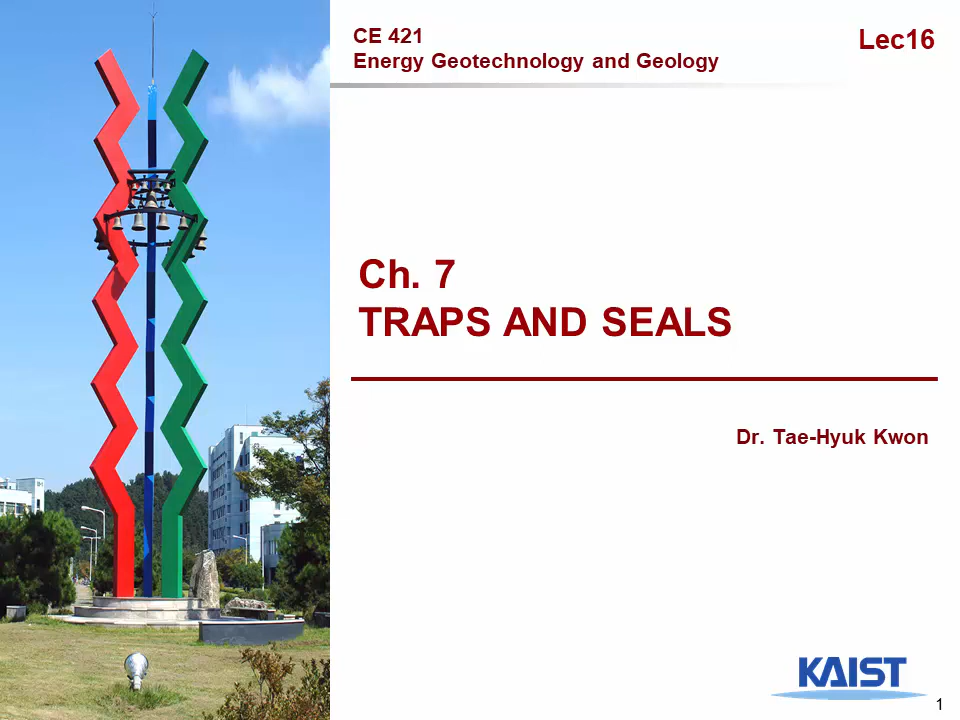 CE 421
Energy Geotechnology and Geology
Lec16
Ch. 7
TRAPS AND SEALS
Dr. Tae-Hyuk Kwon
KAIST
1